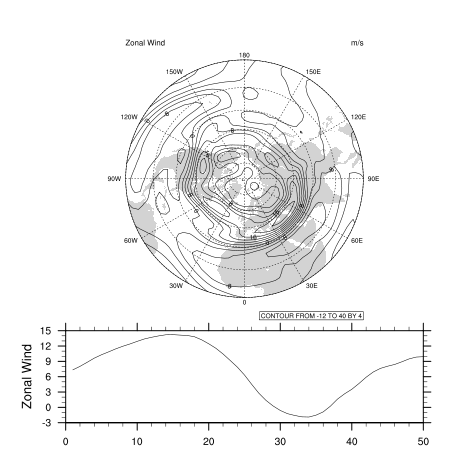 Zonal Wind m/s
180
150W 150E
120W 120E
90W 90E
60W 60E
30W 30E
0
CONTOUR FROM -12 TO 40 BY 4
15
12
9
6
3
0
-3
Zonal Wind
0 10 20 30 40 50